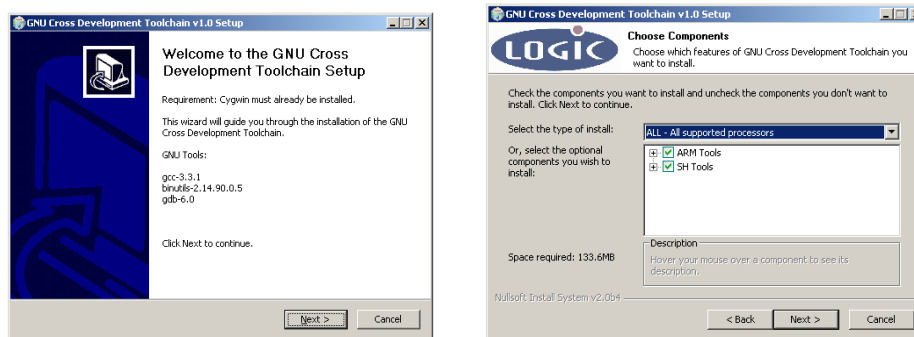 GNU Cross Development Toolchain v1.0 Setup
Welcome to the GNU Cross
Development Toolchain Setup
Requirement: Cygwin must already be installed.
This wizard will guide you through the installation of the GNU
Cross Development Toolchain.
GNU Tools:
gcc-3.3.1
binutils-2.14.90.0.5
gdb-6.0
Click Next to continue.
Next >
Cancel
GNU Cross Development Toolchain v1.0 Setup
LOGIC
Choose Components
Choose which features of GNU Cross Development Toolchain you
want to install.
Check the components you want to install and uncheck the components you don't want to
install. Click Next to continue.
Select the type of install:
ALL - All supported processors
Or, select the optional
components you wish to
install:
ARM Tools
SH Tools
Space required: 133.6MB
Description
Hover your mouse over a component to see its
description.
Nullsoft Install System v2.0b4
< Back
Next >
Cancel